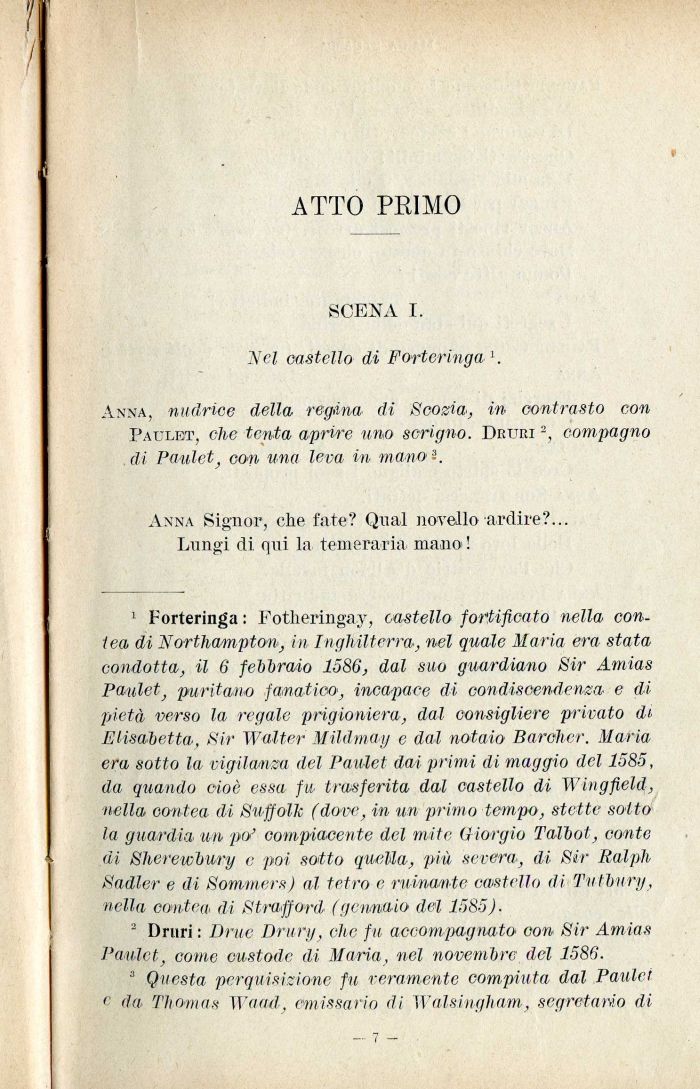 ATTO PRIMO
SCENA I.
Nel castello di Forteringa ¹.
ANNA, nudrice della regina di Scozia, in contrasto con
PAULET, che tenta aprire uno scrigno. DRURI ², compagno
di Paulet, con una leva in mano ³.
ANNA Signor, che fate? Qual novello ardire?...
Lungi di qui la temeraria mano!
¹ Forteringa: Fotheringay, castello fortificato nella con-
tea di Northampton, in Inghilterra, nel quale Maria era stata
condotta, il 6 febbraio 1586, dal suo guardiano Sir Amias
Paulet, puritano fanatico, incapace di condiscendenza e di
pietà verso la regale prigioniera, dal consigliere privato di
Elisabetta, Sir Walter Mildmay e dal notaio Barcher. Maria
era sotto la vigilanza del Paulet dai primi di maggio del 1585,
da quando cioè essa fu trasferita dal castello di Wingfield,
nella contea di Suffolk (dove, in un primo tempo, stette sotto
la guardia un po' compiacente del mite Giorgio Talbot, conte
di Sherewbury e poi sotto quella, più severa, di Sir Ralph
Sadler e di Sommers) al tetro e ruinante castello di Tutbury,
nella contea di Strafford (gennaio del 1585).
² Druri: Drue Drury, che fu accompagnato con Sir Amias
Paulet, come custode di Maria, nel novembre del 1586.
³ Questa perquisizione fu veramente compiuta dal Paulet
e da Thomas Waad, emissario di Walsingham, segretario di
— 7 —